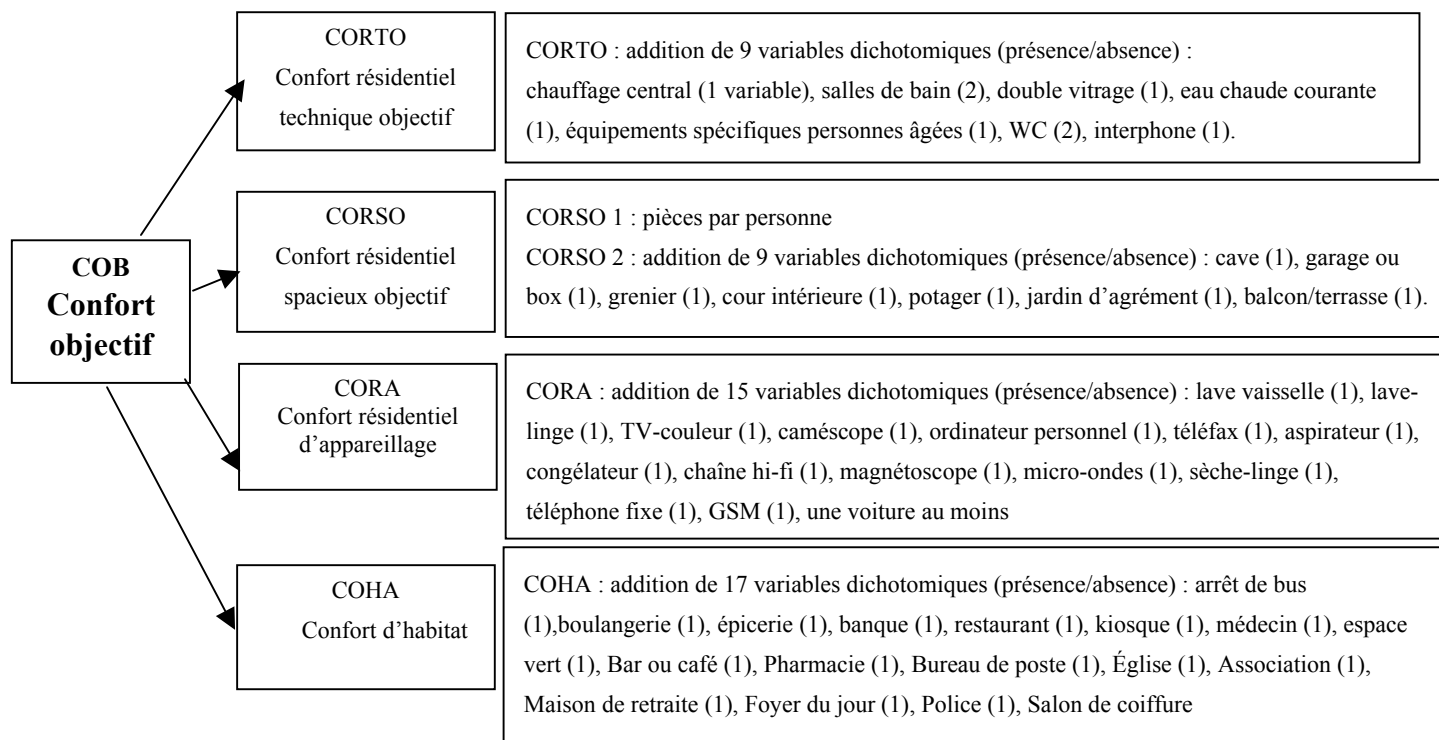 COB
Confort
objectif
CORTO
Confort résidentiel
technique objectif
CORTO : addition de 9 variables dichotomiques (présence/absence) :
chauffage central (1 variable), salles de bain (2), double vitrage (1), eau chaude courante
(1), équipements spécifiques personnes âgées (1), WC (2), interphone (1).
CORSO
Confort résidentiel
spacieux objectif
CORSO 1 : pièces par personne
CORSO 2 : addition de 9 variables dichotomiques (présence/absence) : cave (1), garage ou
box (1), grenier (1), cour intérieure (1), potager (1), jardin d’agrément (1), balcon/terrasse (1).
CORA
Confort résidentiel
d’appareillage
CORA : addition de 15 variables dichotomiques (présence/absence) : lave vaisselle (1), lave-
linge (1), TV-couleur (1), caméscope (1), ordinateur personnel (1), téléfax (1), aspirateur (1),
congélateur (1), chaîne hi-fi (1), magnétoscope (1), micro-ondes (1), sèche-linge (1),
téléphone fixe (1), GSM (1), une voiture au moins
COHA
Confort d’habitat
COHA : addition de 17 variables dichotomiques (présence/absence) : arrêt de bus
(1),boulangerie (1), épicerie (1), banque (1), restaurant (1), kiosque (1), médecin (1), espace
vert (1), Bar ou café (1), Pharmacie (1), Bureau de poste (1), Église (1), Association (1),
Maison de retraite (1), Foyer du jour (1), Police (1), Salon de coiffure